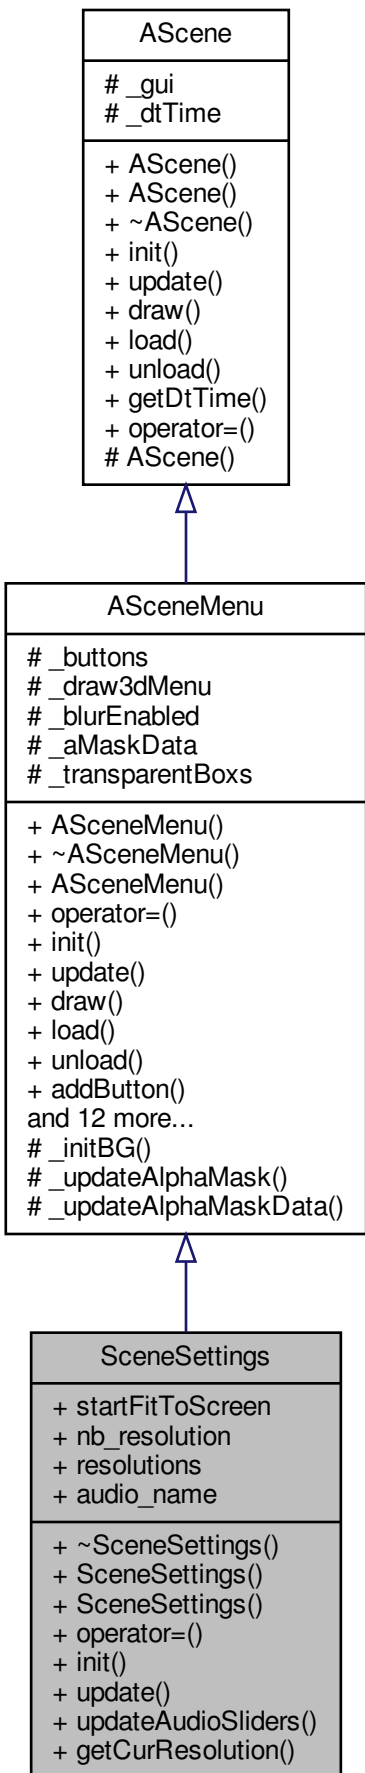 AScene
# _gui
# _dtTime
+ AScene()
+ AScene()
+ ~AScene()
+ init()
+ update()
+ draw()
+ load()
+ unload()
+ getDtTime()
+ operator=()
# AScene()
ASceneMenu
# _buttons
# _draw3dMenu
# _blurEnabled
# _aMaskData
# _transparentBoxs
+ ASceneMenu()
+ ~ASceneMenu()
+ ASceneMenu()
+ operator=()
+ init()
+ update()
+ draw()
+ load()
+ unload()
+ addButton()
and 12 more...
# _initBG()
# _updateAlphaMask()
# _updateAlphaMaskData()
SceneSettings
+ startFitToScreen
+ nb_resolution
+ resolutions
+ audio_name
+ ~SceneSettings()
+ SceneSettings()
+ SceneSettings()
+ operator=()
+ init()
+ update()
+ updateAudioSliders()
+ getCurResolution()